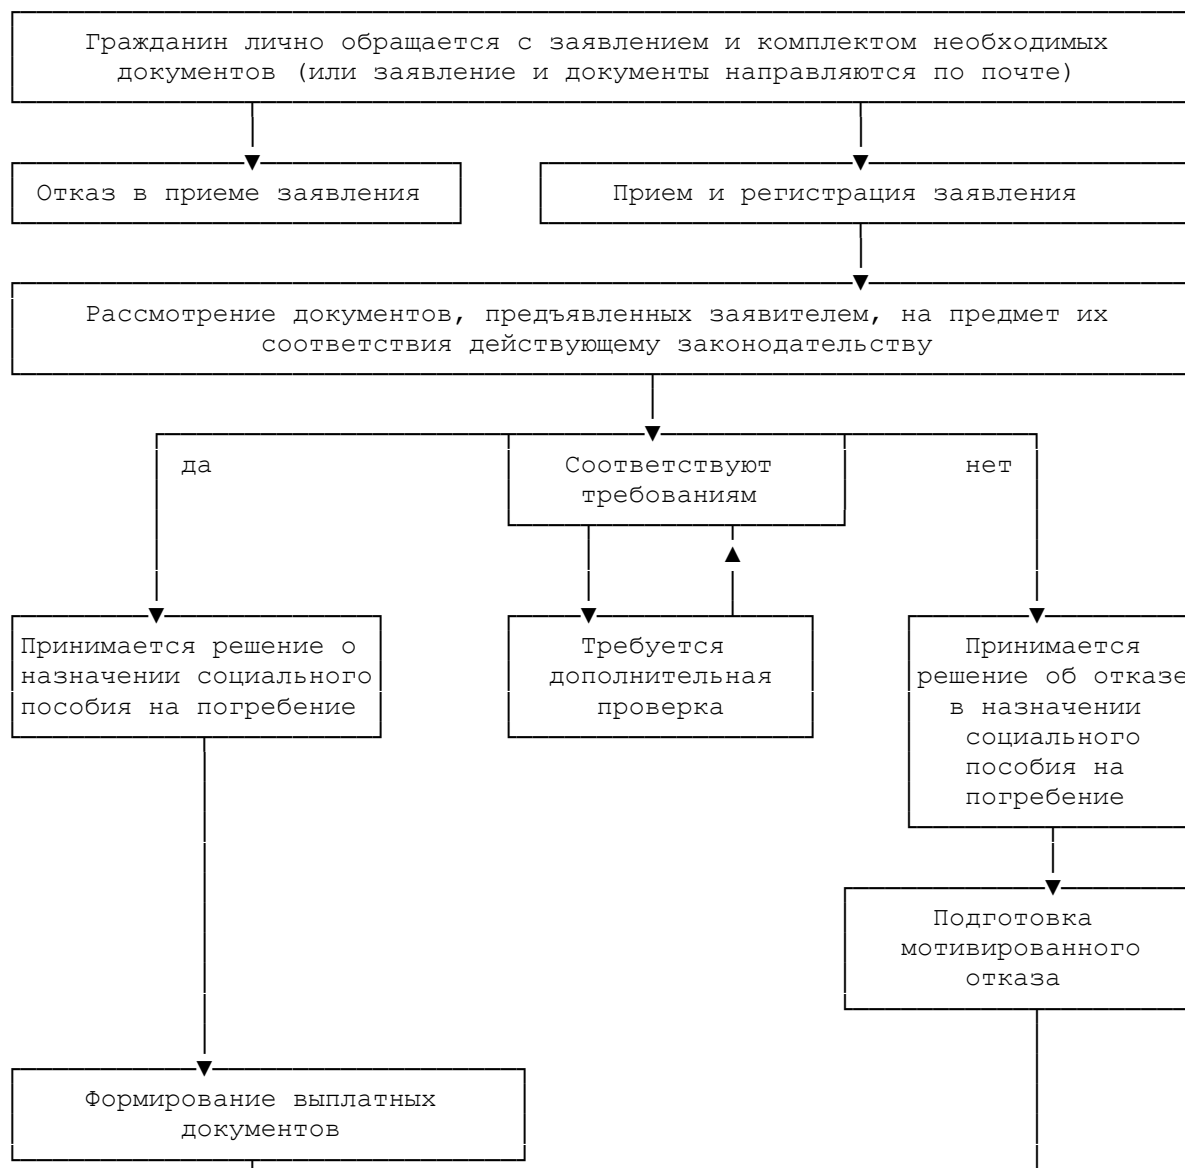 Гражданин лично обращается с заявлением и комплектом необходимых
документов (или заявление и документы направляются по почте)
Отказ в приеме заявления
Прием и регистрация заявления
Рассмотрение документов, предъявленных заявителем, на предмет их
соответствия действующему законодательству
да
Соответствуют
требованиям
нет
Принимается решение о
назначении социального
пособия на погребение
Требуется
дополнительная
проверка
Принимается
решение об отказе
в назначении
социального
пособия на
погребение
Подготовка
мотивированного
отказа
Формирование выплатных
документов